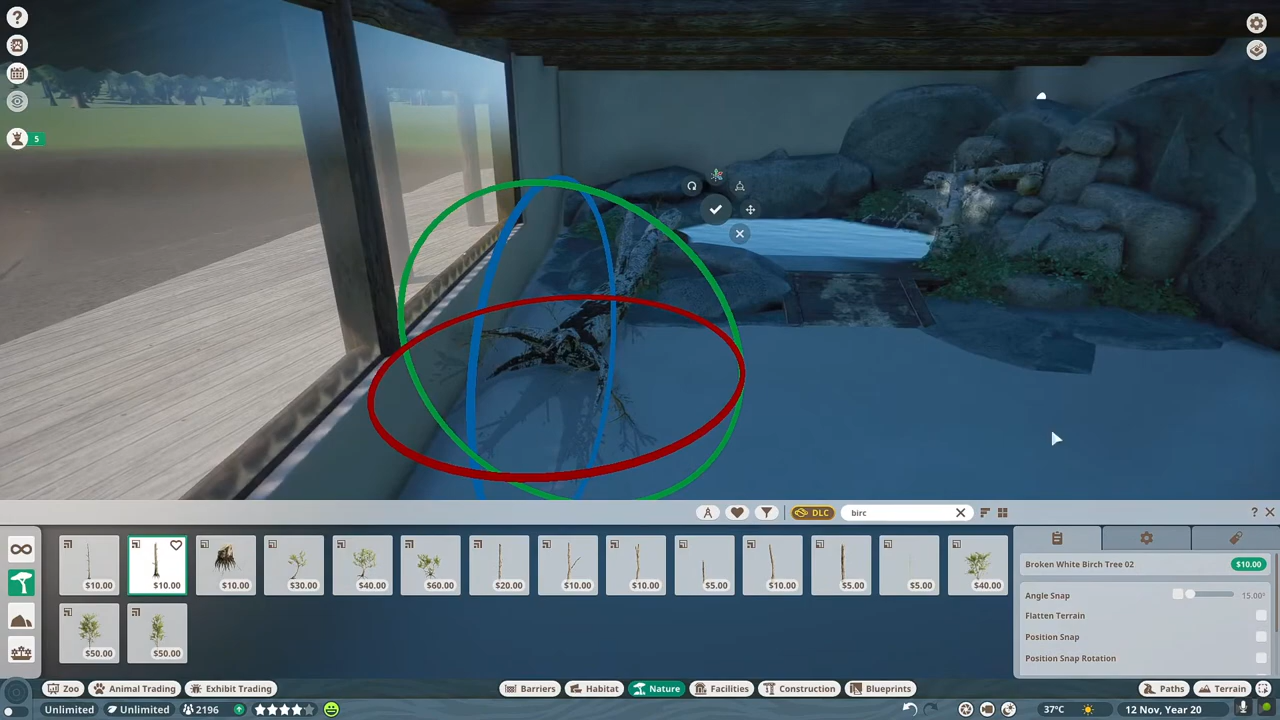 ?
5
DLC
birc
?
$10.00
$10.00
$10.00
$30.00
$40.00
$60.00
$20.00
$10.00
$10.00
$5.00
$10.00
$5.00
$5.00
$40.00
$50.00
$50.00
Broken White Birch Tree 02
$10.00
Angle Snap
15.00°
Flatten Terrain
Position Snap
Position Snap Rotation
Zoo
Animal Trading
Exhibit Trading
Barriers
Habitat
Nature
Facilities
Construction
Blueprints
Paths
Terrain
Unlimited
Unlimited
2196
37°C
12 Nov, Year 20